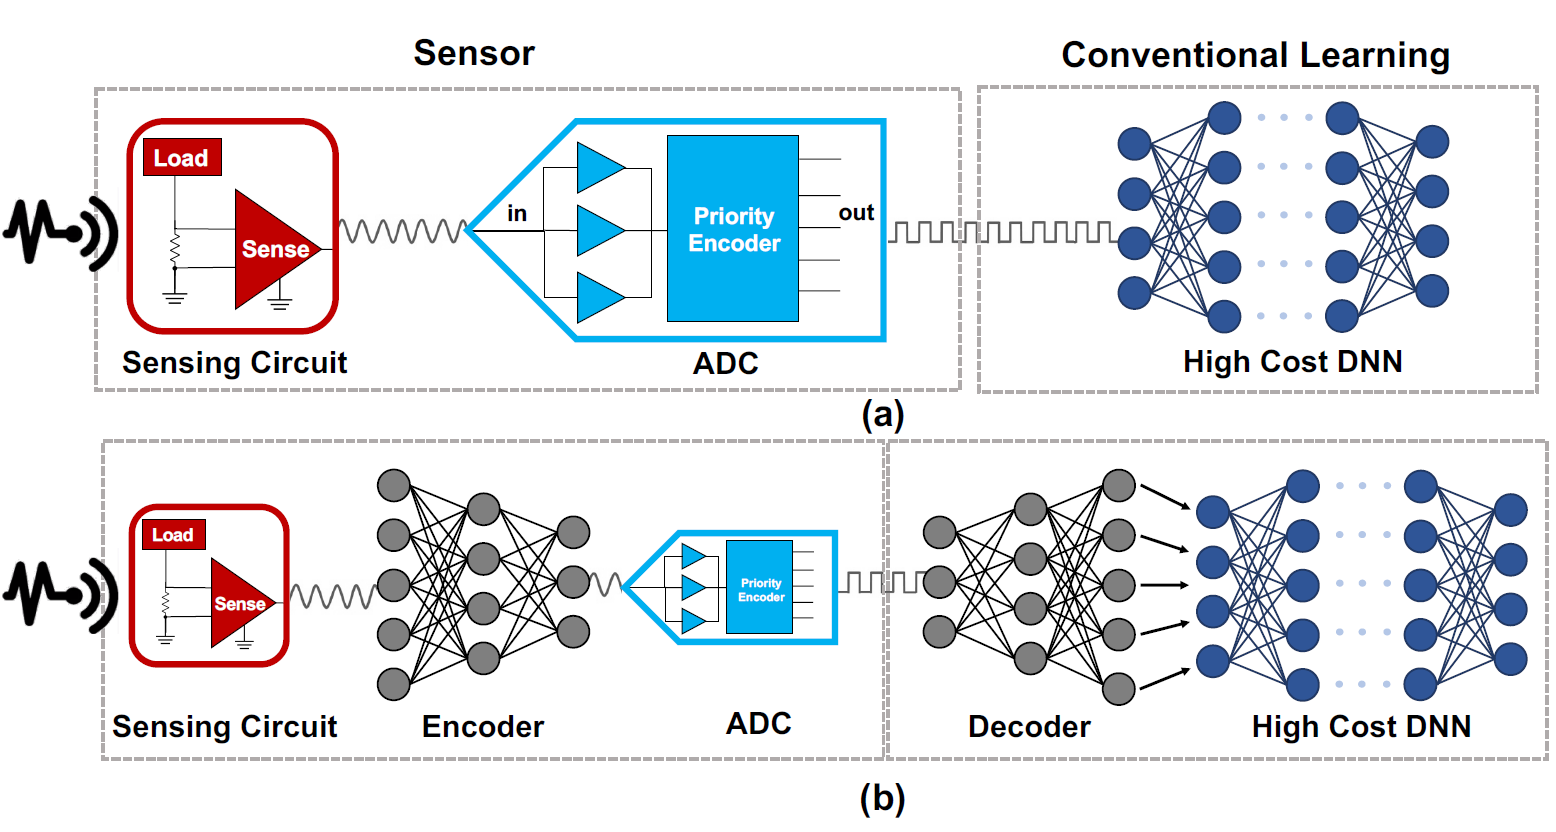 Sensor
Conventional Learning
Load
Sense
in
Priority
Encoder
out
Sensing Circuit
ADC
High Cost DNN
(a)
Load
Sense
Priority
Encoder
Sensing Circuit
Encoder
ADC
Decoder
High Cost DNN
(b)